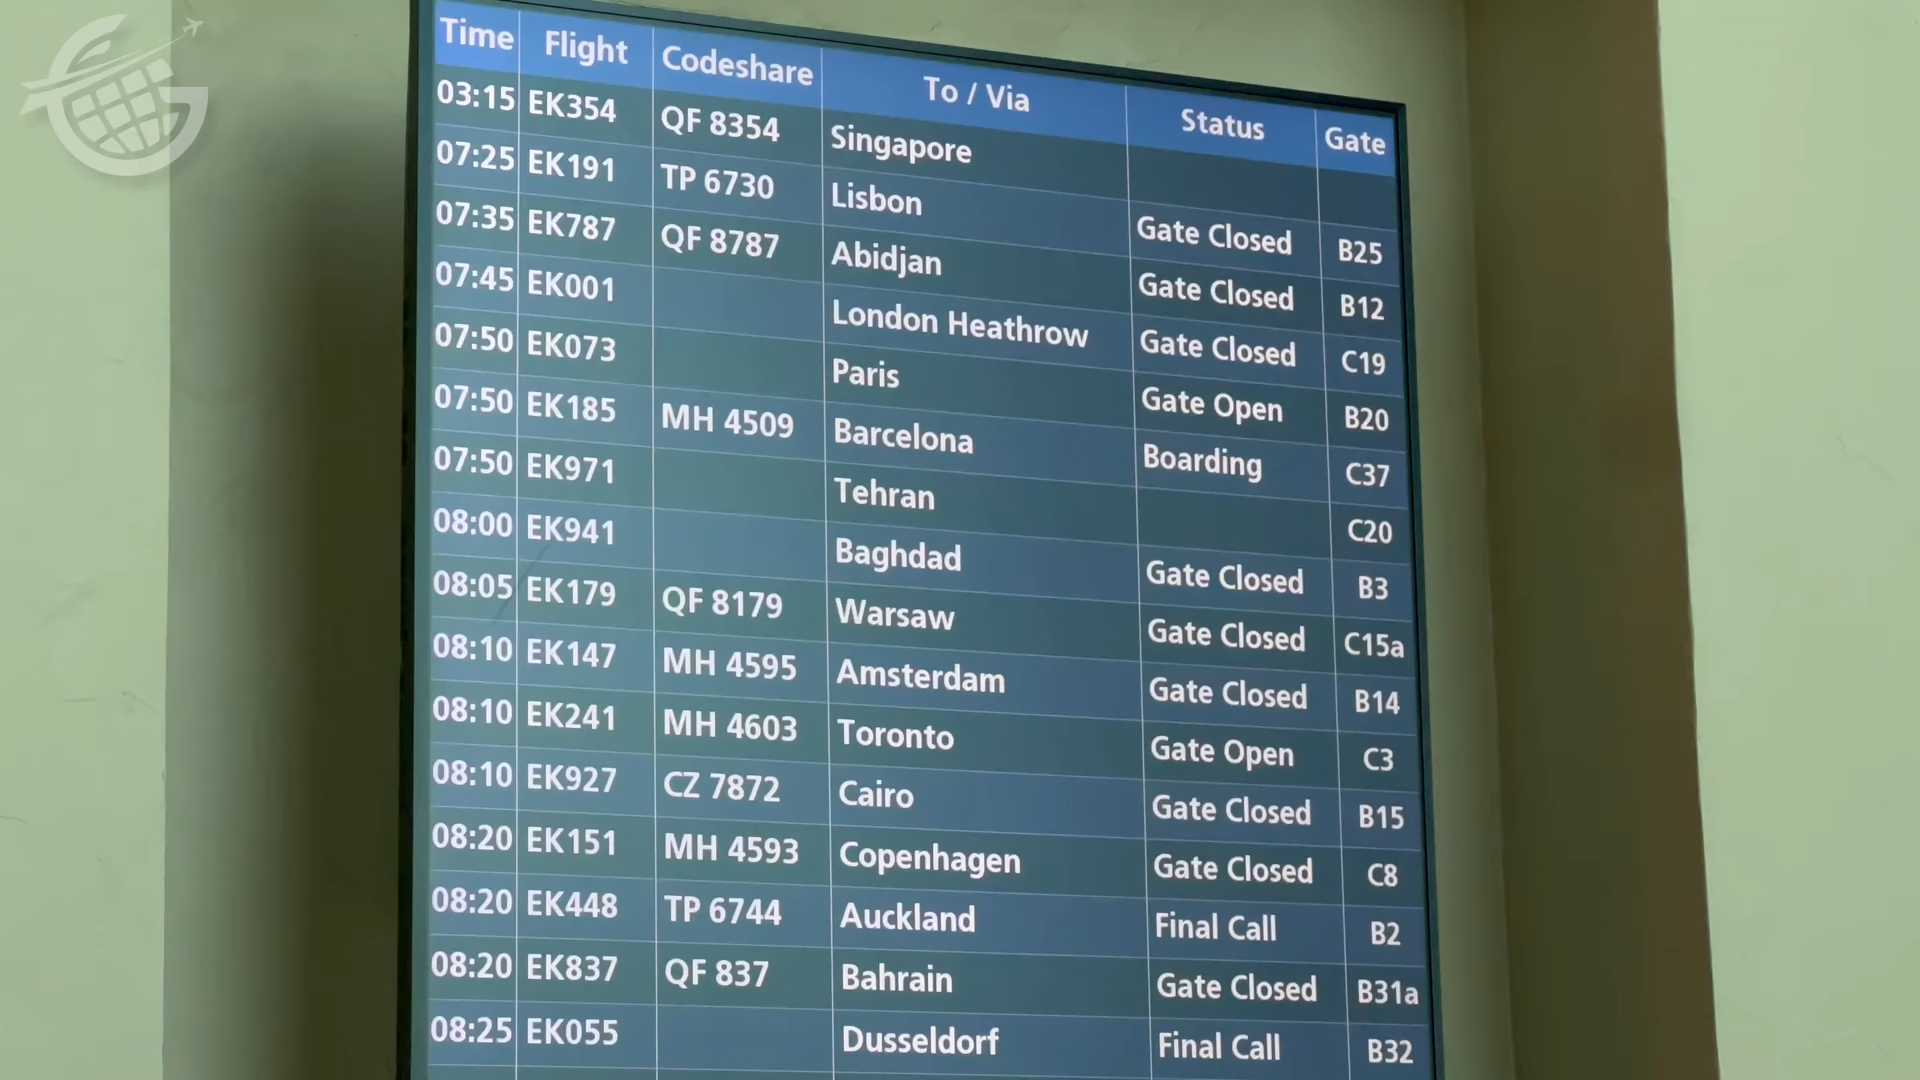 Time Flight Codeshare To / Via Status Gate
03:15 EK354 QF 8354 Singapore
07:25 EK191 TP 6730 Lisbon Gate Closed B25
07:35 EK787 QF 8787 Abidjan Gate Closed B12
07:45 EK001 London Heathrow Gate Closed C19
07:50 EK073 Paris Gate Open B20
07:50 EK185 MH 4509 Barcelona Boarding C37
07:50 EK971 Tehran C20
08:00 EK941 Baghdad Gate Closed B3
08:05 EK179 QF 8179 Warsaw Gate Closed C15a
08:10 EK147 MH 4595 Amsterdam Gate Closed B14
08:10 EK241 MH 4603 Toronto Gate Open C3
08:10 EK927 CZ 7872 Cairo Gate Closed B15
08:20 EK151 MH 4593 Copenhagen Gate Closed C8
08:20 EK448 TP 6744 Auckland Final Call B2
08:20 EK837 QF 837 Bahrain Gate Closed B31a
08:25 EK055 Dusseldorf Final Call B32